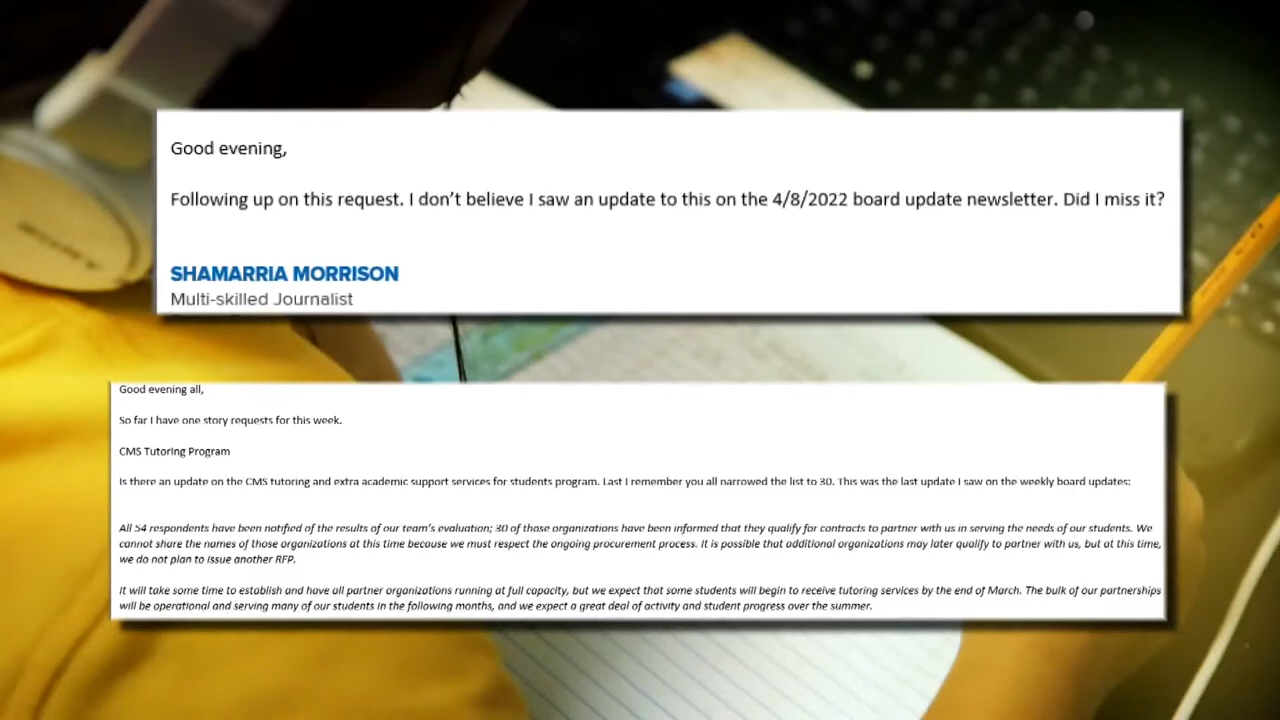 Good evening,
Following up on this request. I don't believe I saw an update to this on the 4/8/2022 board update newsletter. Did I miss it?
SHAMARRIA MORRISON
Multi-skilled Journalist
Good evening all,
So far I have one story requests for this week.
CMS Tutoring Program
Is there an update on the CMS tutoring and extra academic support services for students program. Last I remember you all narrowed the list to 30. This was the last update I saw on the weekly board updates:
All 54 respondents have been notified of the results of our team's evaluation; 30 of those organizations have been informed that they qualify for contracts to partner with us in serving the needs of our students. We
cannot share the names of those organizations at this time because we must respect the ongoing procurement process. It is possible that additional organizations may later qualify to partner with us, but at this time,
we do not plan to issue another RFP.
It will take some time to establish and have all partner organizations running at full capacity, but we expect that some students will begin to receive tutoring services by the end of March. The bulk of our partnerships
will be operational and serving many of our students in the following months, and we expect a great deal of activity and student progress over the summer.